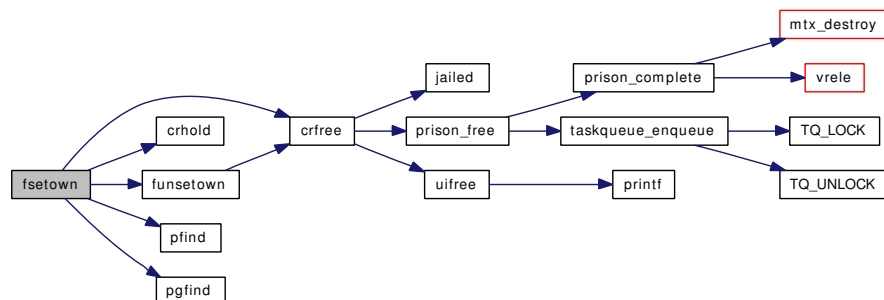 mtx_destroy
jailed
prison_complete
vrele
crhold
crfree
prison_free
taskqueue_enqueue
TQ_LOCK
fsetown
funsetown
uifree
printf
TQ_UNLOCK
pfind
pgfind